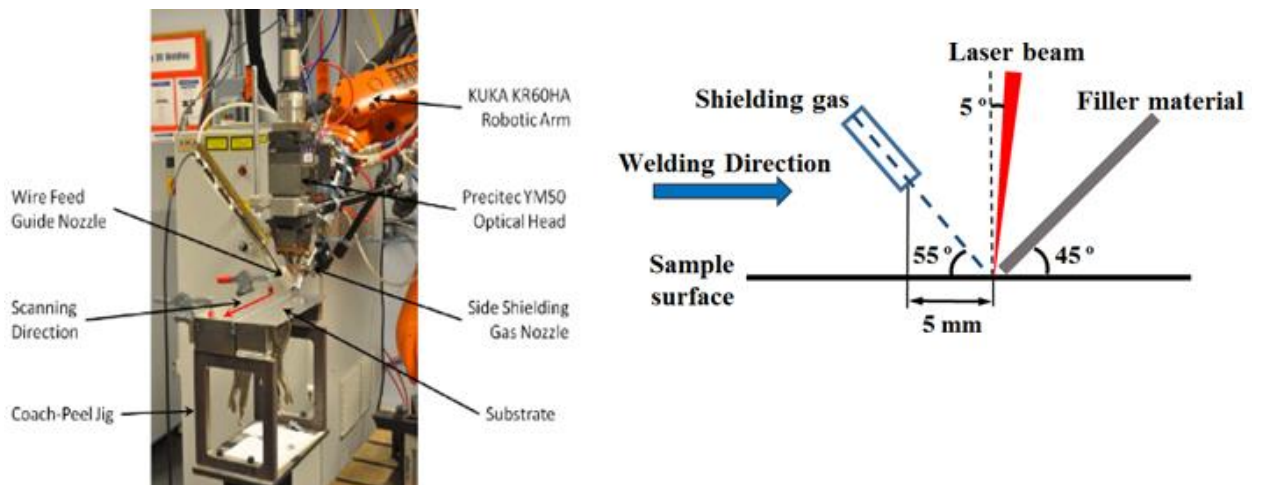 KUKA KR60HA
Robotic Arm
Wire Feed
Guide Nozzle
Precitec YM50
Optical Head
Scanning
Direction
Side Shielding
Gas Nozzle
Coach-Peel Jig
Substrate
Laser beam
5 º
Shielding gas
Filler material
Welding Direction
55 º
45 º
Sample
surface
5 mm